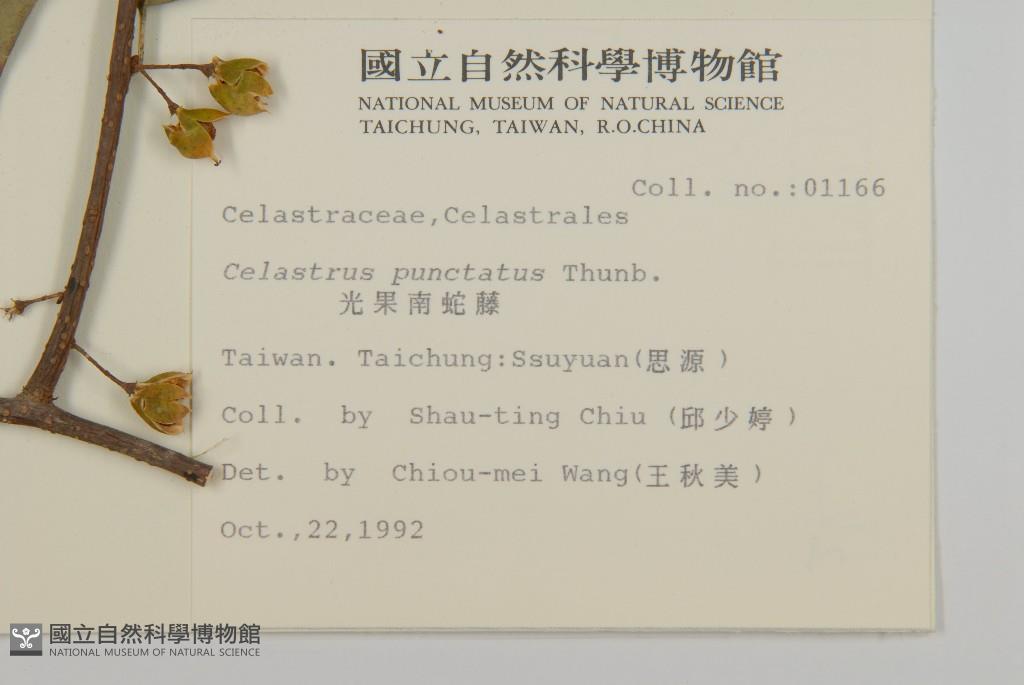 國立自然科學博物館
NATIONAL MUSEUM OF NATURAL SCIENCE
TAICHUNG, TAIWAN, R.O.CHINA
Coll. no.:01166
Celastraceae,Celastrales
Celastrus punctatus Thunb.
光果南蛇藤
Taiwan. Taichung:Ssuyuan(思源)
Coll. by Shau-ting Chiu (邱少婷)
Det. by Chiou-mei Wang(王秋美)
Oct.,22,1992
國立自然科學博物館
NATIONAL MUSEUM OF NATURAL SCIENCE